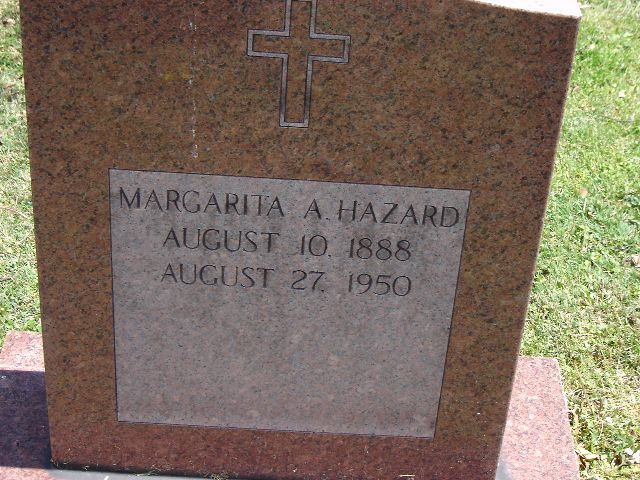 MARGARITA A. HAZARD
AUGUST 10, 1888
AUGUST 27, 1950